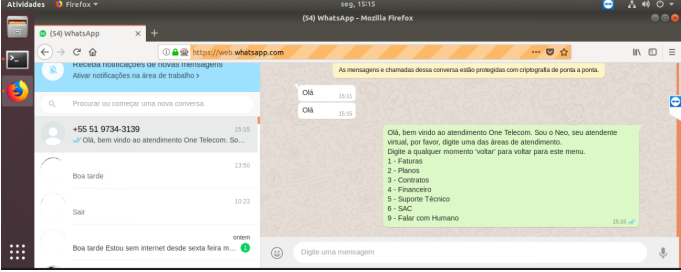 Atividades
Firefox
seg, 15:15
(54) WhatsApp - Mozilla Firefox
(54) WhatsApp
https://web.whatsapp.com
Receba notificações de novas mensagens
Ativar notificações na área de trabalho >
Procurar ou começar uma nova conversa
+55 51 9734-3139
15:15
Olá, bem vindo ao atendimento One Telecom. So...
13:50
Boa tarde
10:23
Sair
ontem
Boa tarde Estou sem internet desde sexta feira m...
1
As mensagens e chamadas dessa conversa estão protegidas com criptografia de ponta a ponta.
Olá
15:11
Olá
15:15
Olá, bem vindo ao atendimento One Telecom. Sou o Neo, seu atendente
virtual, por favor, digite uma das áreas de atendimento.
Digite a qualquer momento 'voltar' para voltar para este menu.
1 - Faturas
2 - Planos
3 - Contratos
4 - Financeiro
5 - Suporte Técnico
6 - SAC
9 - Falar com Humano
15:15
Digite uma mensagem